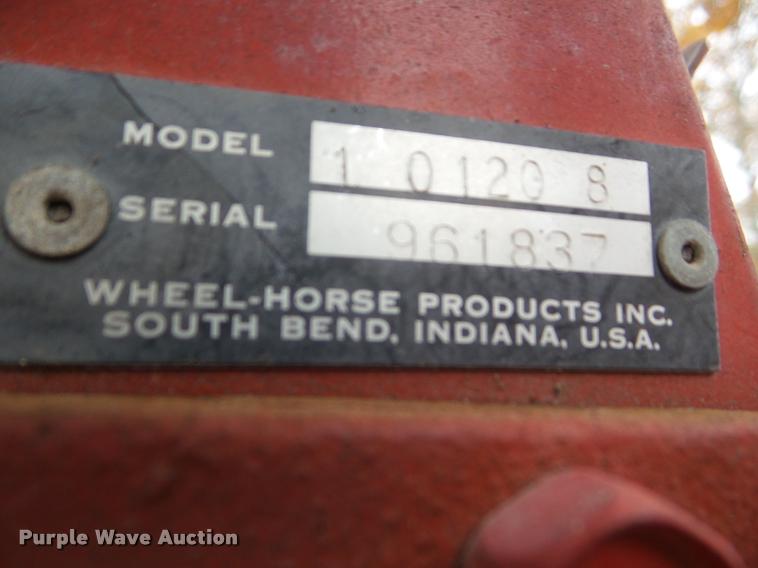 MODEL 1 0120 8
SERIAL 961837
WHEEL-HORSE PRODUCTS INC.
SOUTH BEND, INDIANA, U.S.A.
Purple Wave Auction